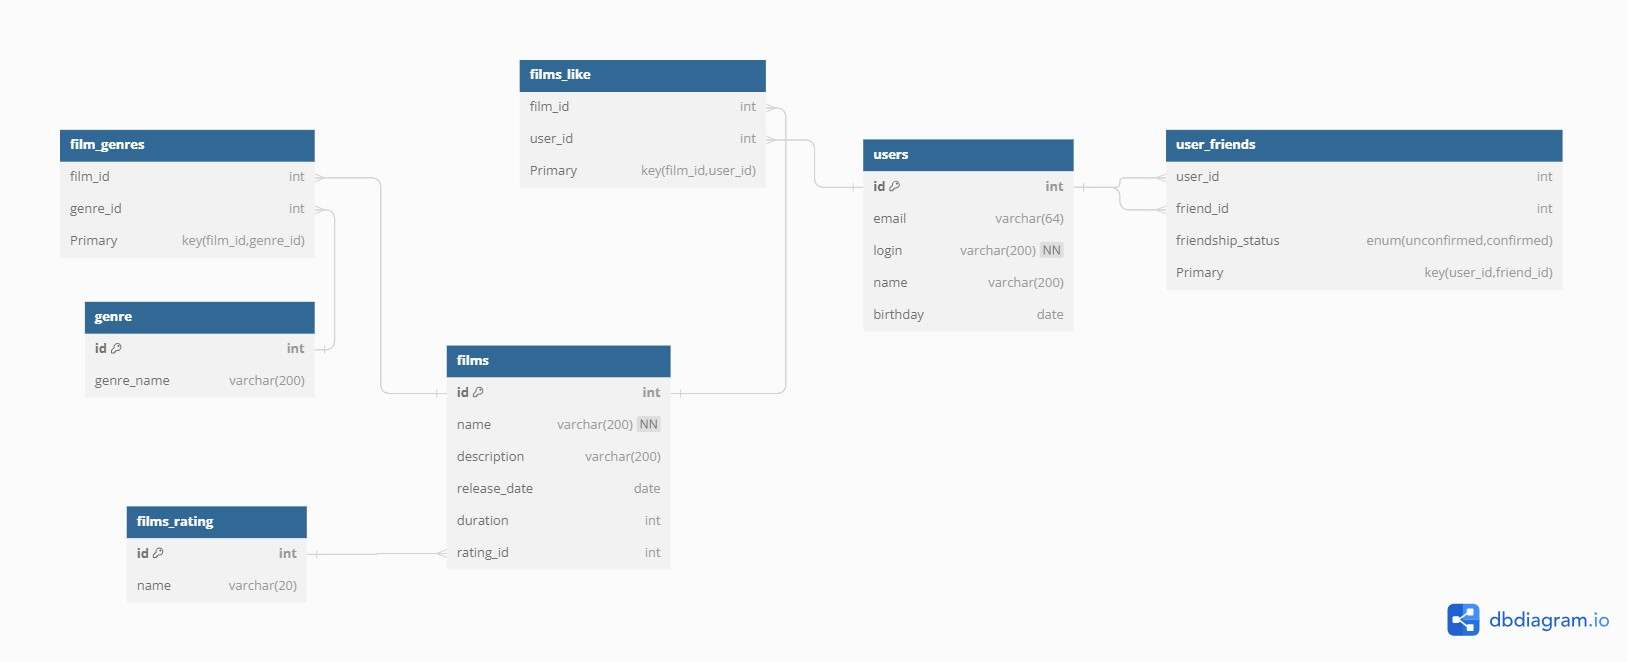 films_like
film_id int
user_id int
Primary key(film_id,user_id)
film_genres
film_id int
genre_id int
Primary key(film_id,genre_id)
users
id int
email varchar(64)
login varchar(200) NN
name varchar(200)
birthday date
user_friends
user_id int
friend_id int
friendship_status enum(unconfirmed,confirmed)
Primary key(user_id,friend_id)
genre
id int
genre_name varchar(200)
films
id int
name varchar(200) NN
description varchar(200)
release_date date
duration int
rating_id int
films_rating
id int
name varchar(20)
dbdiagram.io